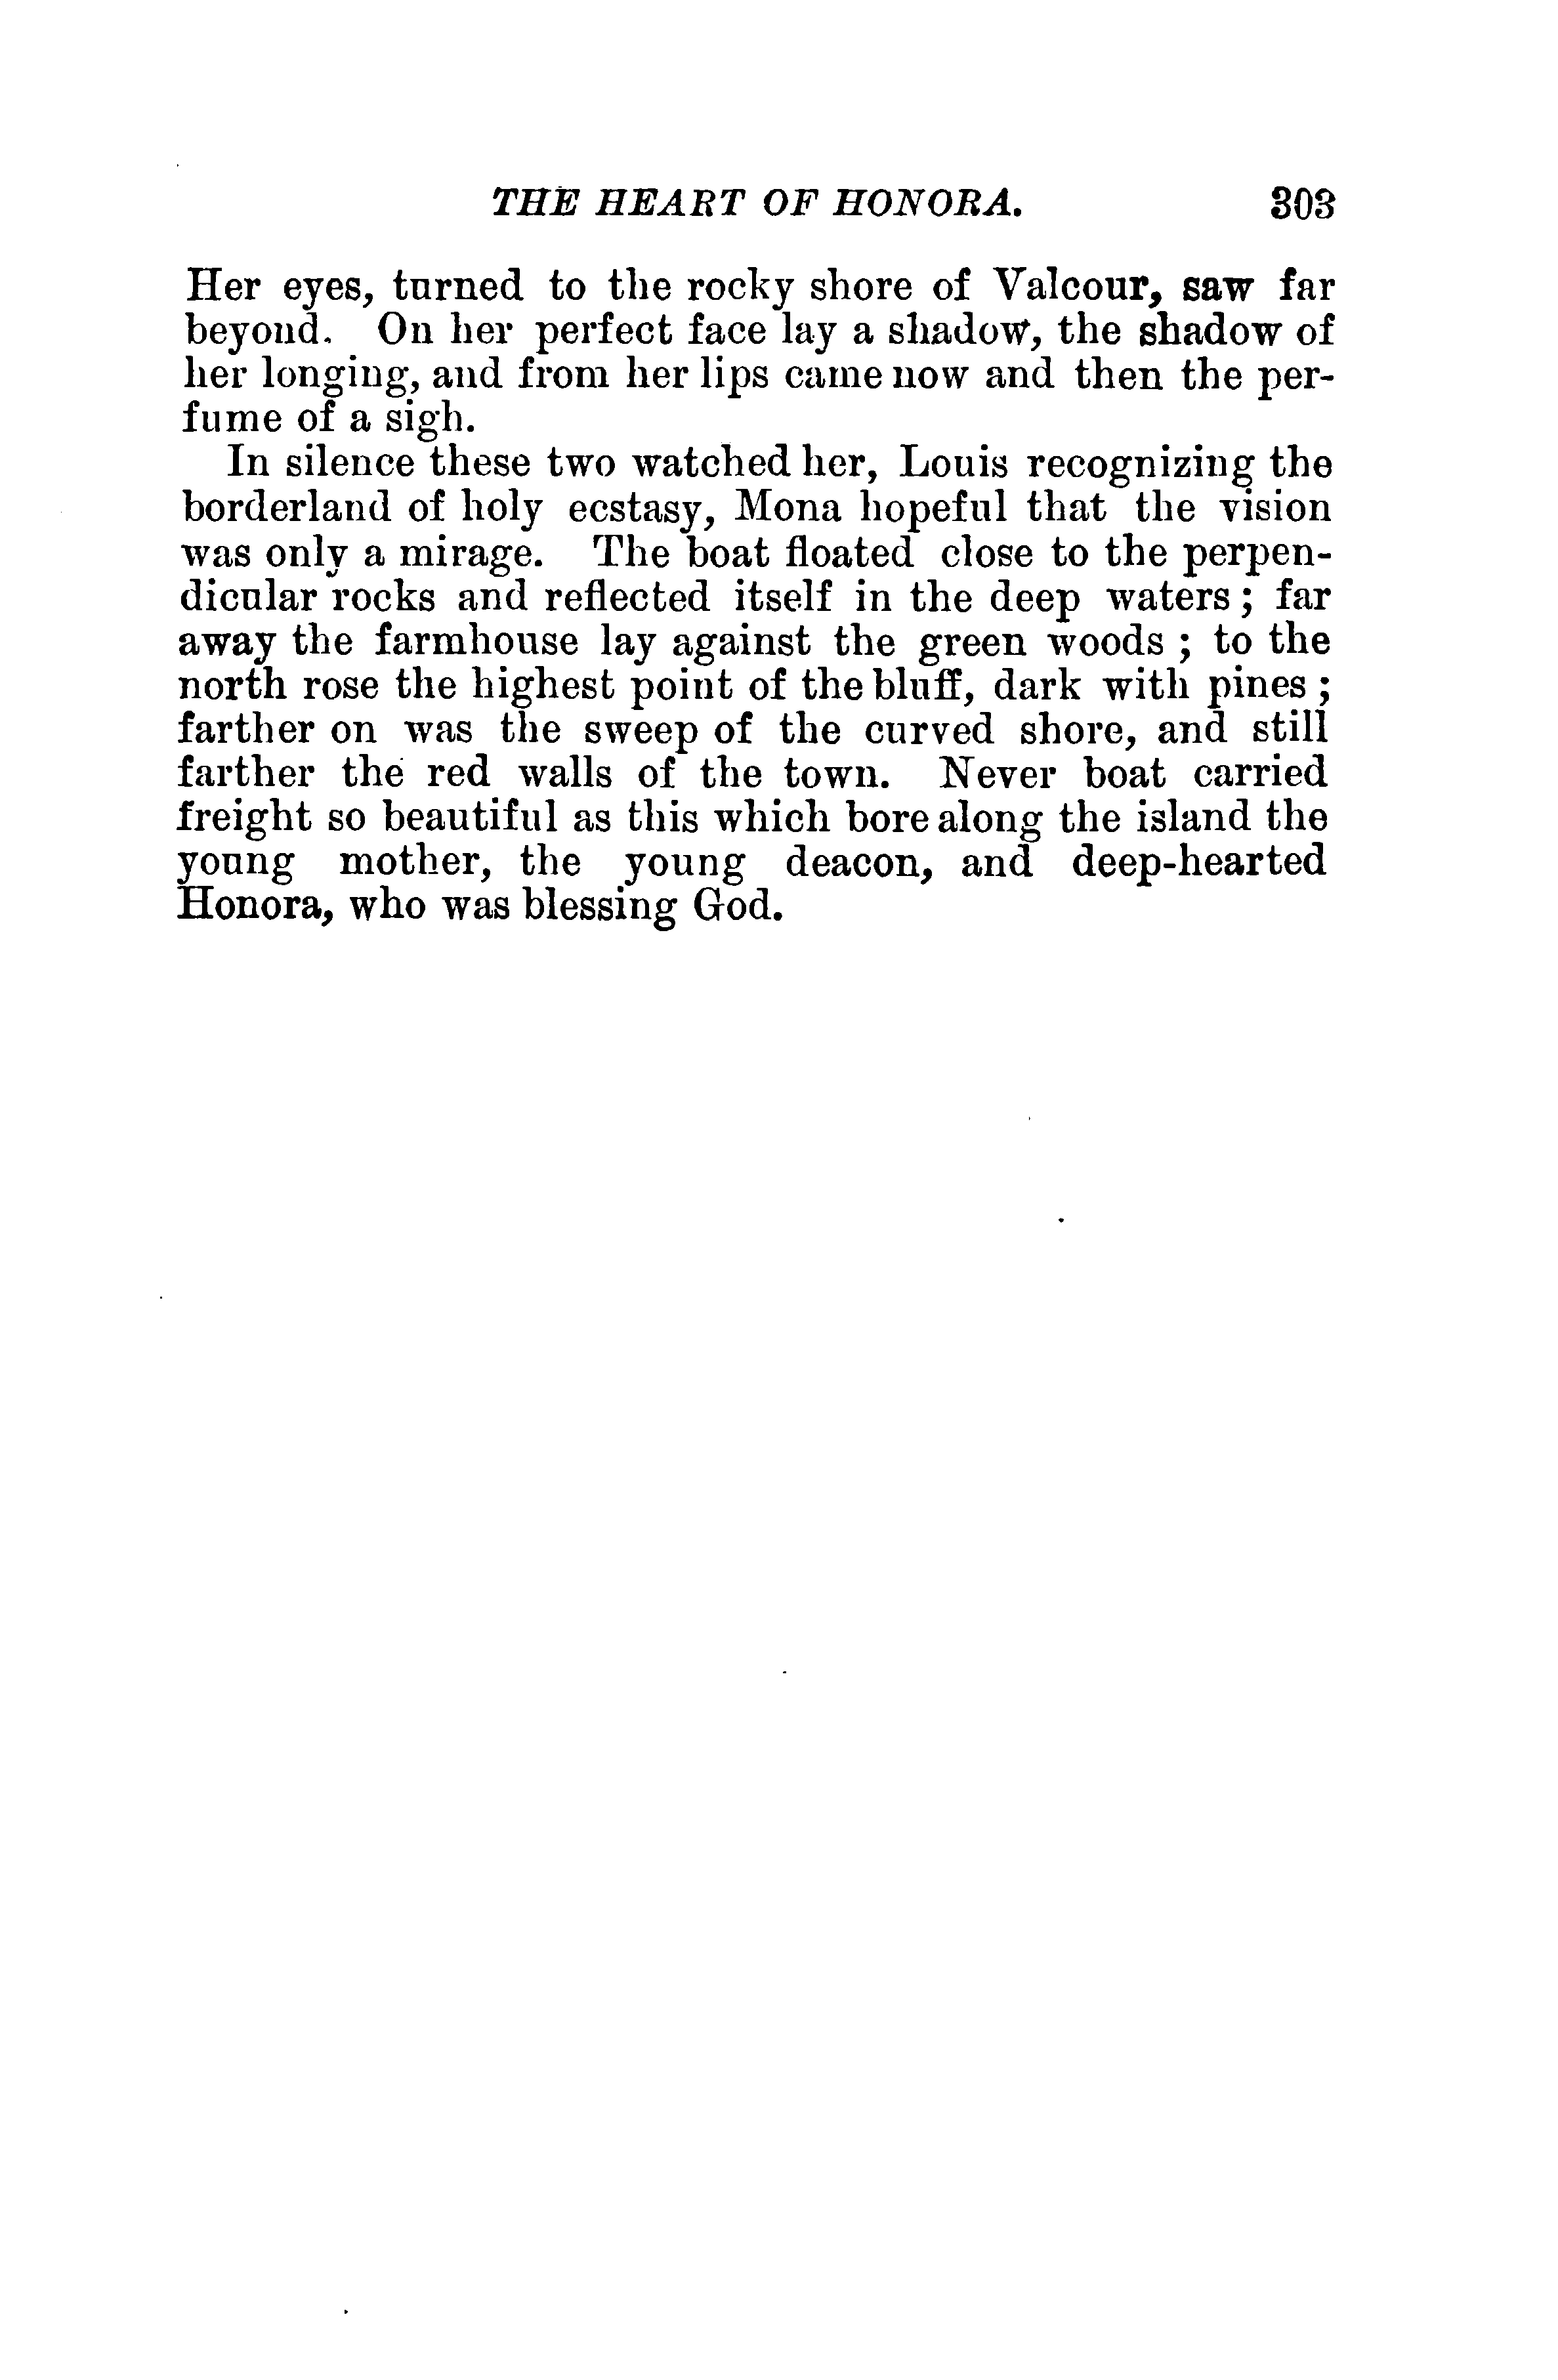 THE HEART OF HONORA. 303
Her eyes, turned to the rocky shore of Valcour, saw far
beyond. On her perfect face lay a shadow, the shadow of
her longing, and from her lips came now and then the per-
fume of a sigh.
In silence these two watched her, Louis recognizing the
borderland of holy ecstasy, Mona hopeful that the vision
was only a mirage. The boat floated close to the perpen-
dicular rocks and reflected itself in the deep waters; far
away the farmhouse lay against the green woods ; to the
north rose the highest point of the bluff, dark with pines ;
farther on was the sweep of the curved shore, and still
farther the red walls of the town. Never boat carried
freight so beautiful as this which bore along the island the
young mother, the young deacon, and deep-hearted
Honora, who was blessing God.